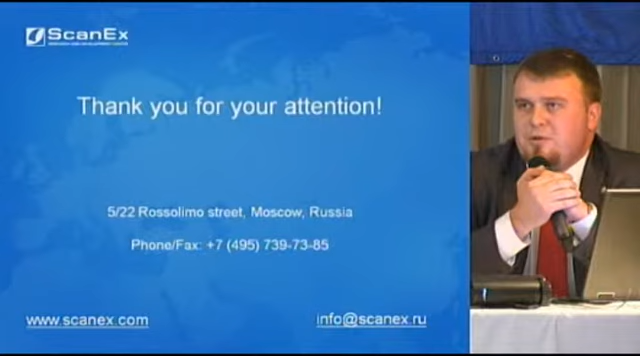 ScanEx
Thank you for your attention!
5/22 Rossolimo street, Moscow, Russia
Phone/Fax: +7 (495) 739-73-85
www.scanex.com
info@scanex.ru